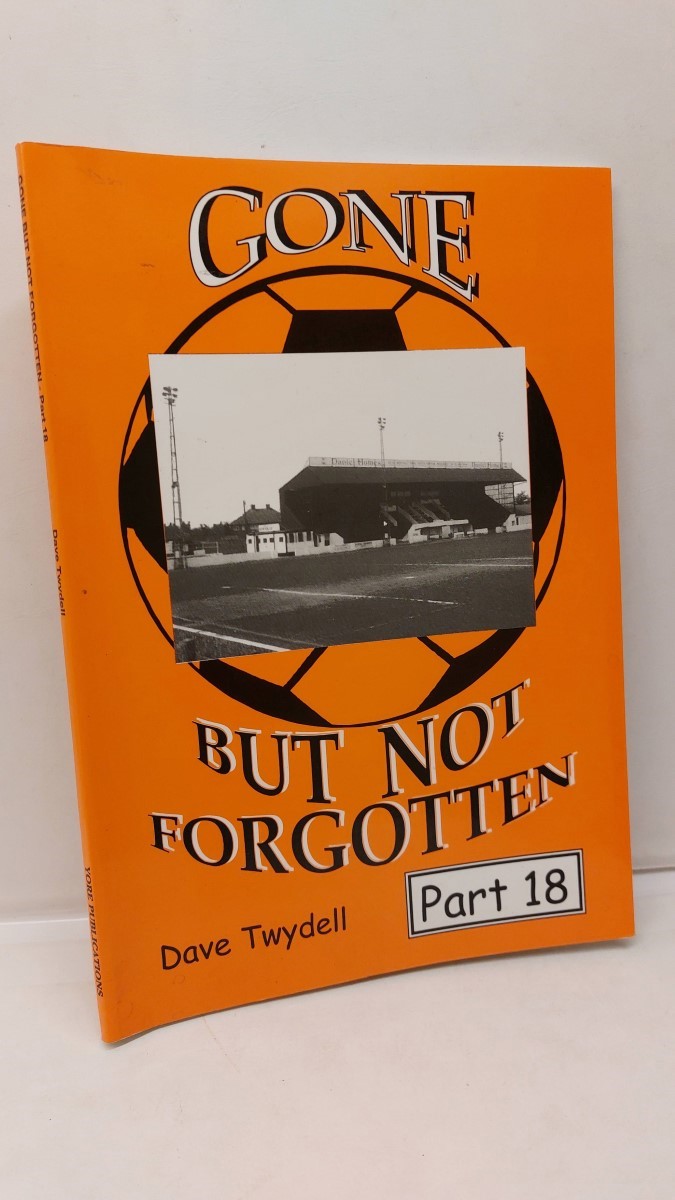 GONE
BUT NOT
FORGOTTEN
Part 18
Dave Twydell
GONE BUT NOT FORGOTTEN - Part 18
Dave Twydell
YORE PUBLICATIONS